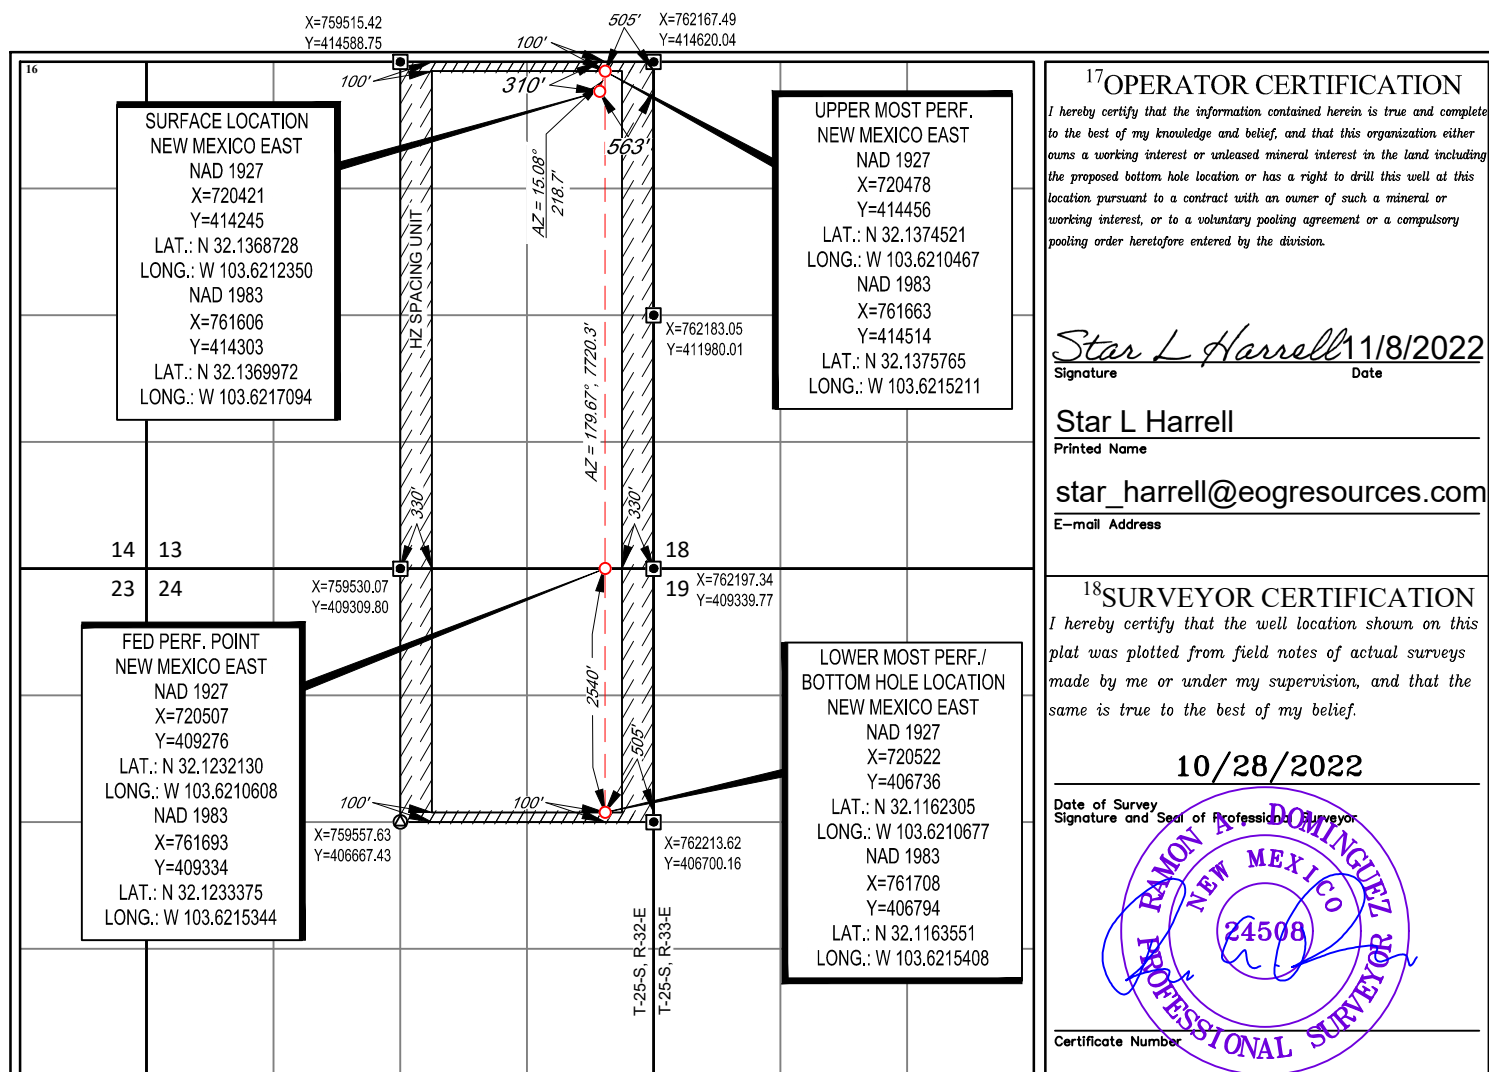 X=759515.42
Y=414588.75
505'
X=762167.49
Y=414620.04
100'
16
100'
310'
563'
SURFACE LOCATION
NEW MEXICO EAST
NAD 1927
X=720421
Y=414245
LAT.: N 32.1368728
LONG.: W 103.6212350
NAD 1983
X=761606
Y=414303
LAT.: N 32.1369972
LONG.: W 103.6217094
UPPER MOST PERF.
NEW MEXICO EAST
NAD 1927
X=720478
Y=414456
LAT.: N 32.1374521
LONG.: W 103.6210467
NAD 1983
X=761663
Y=414514
LAT.: N 32.1375765
LONG.: W 103.6215211
AZ = 15.08°
218.7'
HZ SPACING UNIT
X=762183.05
Y=411980.01
AZ = 179.67°, 7720.3'
330'
330'
14 13
18
23 24
19
X=759530.07
Y=409309.80
X=762197.34
Y=409339.77
FED PERF. POINT
NEW MEXICO EAST
NAD 1927
X=720507
Y=409276
LAT.: N 32.1232130
LONG.: W 103.6210608
NAD 1983
X=761693
Y=409334
LAT.: N 32.1233375
LONG.: W 103.6215344
LOWER MOST PERF./
BOTTOM HOLE LOCATION
NEW MEXICO EAST
NAD 1927
X=720522
Y=406736
LAT.: N 32.1162305
LONG.: W 103.6210677
NAD 1983
X=761708
Y=406794
LAT.: N 32.1163551
LONG.: W 103.6215408
2540'
505'
100'
100'
X=759557.63
Y=406667.43
X=762213.62
Y=406700.16
T-25-S, R-32-E
T-25-S, R-33-E
17OPERATOR CERTIFICATION
I hereby certify that the information contained herein is true and complete
to the best of my knowledge and belief, and that this organization either
owns a working interest or unleased mineral interest in the land including
the proposed bottom hole location or has a right to drill this well at this
location pursuant to a contract with an owner of such a mineral or
working interest, or to a voluntary pooling agreement or a compulsory
pooling order heretofore entered by the division.
Star L Harrell 11/8/2022
Signature Date
Star L Harrell
Printed Name
star_harrell@eogresources.com
E-mail Address
18SURVEYOR CERTIFICATION
I hereby certify that the well location shown on this
plat was plotted from field notes of actual surveys
made by me or under my supervision, and that the
same is true to the best of my belief.
10/28/2022
Date of Survey
Signature and Seal of Professional Surveyor
RAMON A. DOMINGUEZ
NEW MEXICO
24508
PROFESSIONAL SURVEYOR
Certificate Number